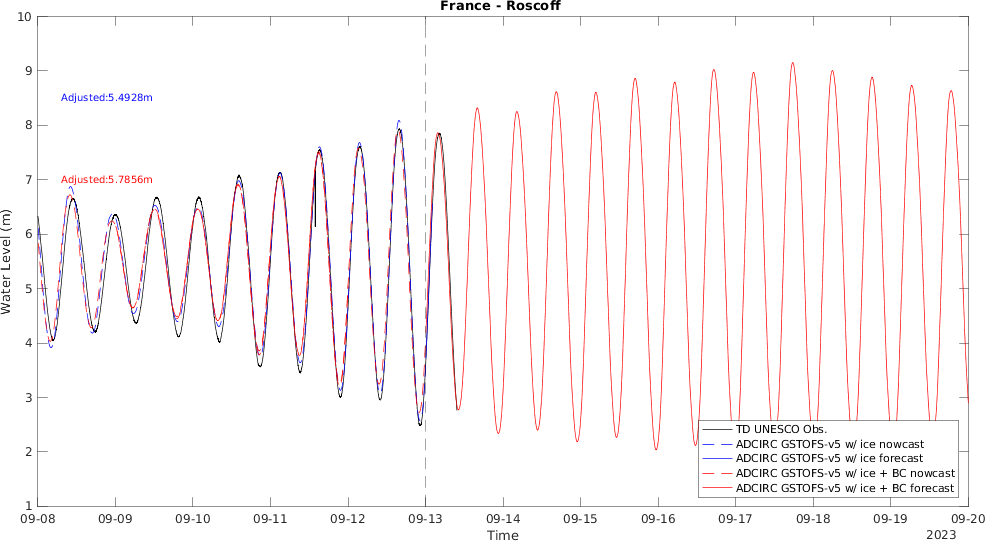 France - Roscoff
10
9
8
7
6
5
4
3
2
1
Water Level (m)
Adjusted:5.4928m
Adjusted:5.7856m
TD UNESCO Obs.
ADCIRC GSTOFS-v5 w/ ice nowcast
ADCIRC GSTOFS-v5 w/ ice forecast
ADCIRC GSTOFS-v5 w/ ice + BC nowcast
ADCIRC GSTOFS-v5 w/ ice + BC forecast
09-08 09-09 09-10 09-11 09-12 09-13 09-14 09-15 09-16 09-17 09-18 09-19 09-20
Time
2023